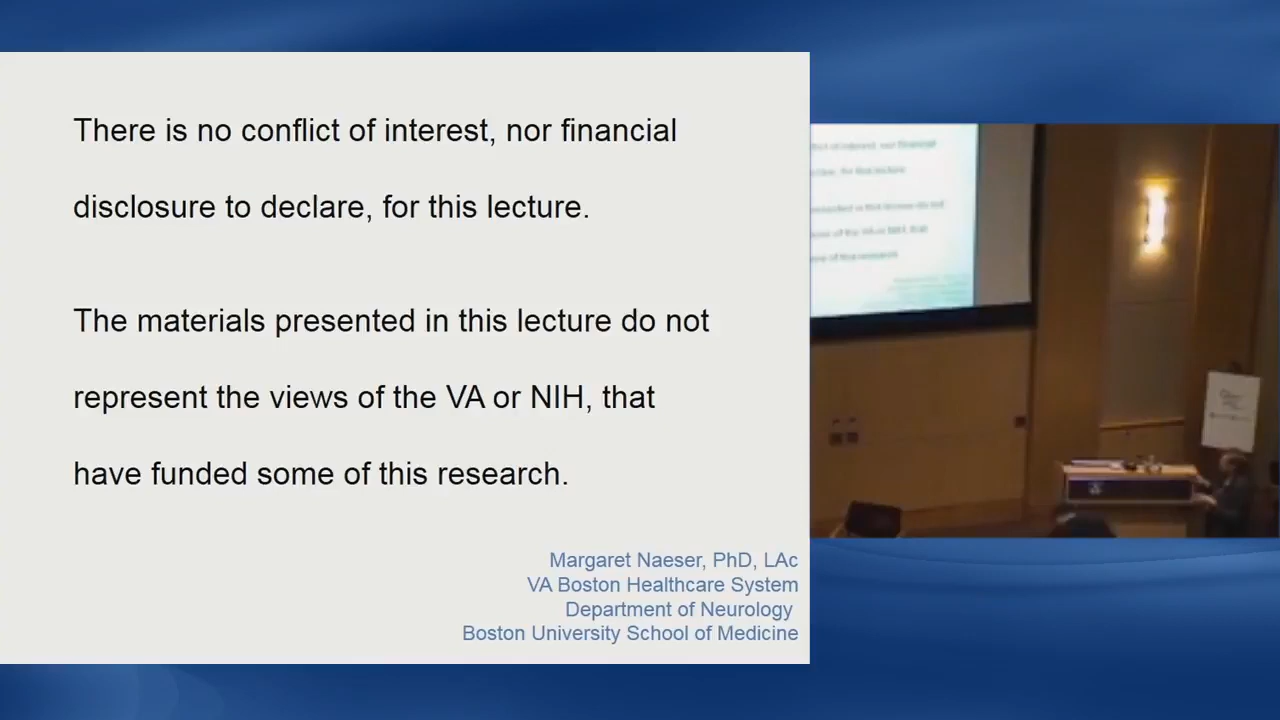 There is no conflict of interest, nor financial
disclosure to declare, for this lecture.
The materials presented in this lecture do not
represent the views of the VA or NIH, that
have funded some of this research.
Margaret Naeser, PhD, LAc
VA Boston Healthcare System
Department of Neurology
Boston University School of Medicine